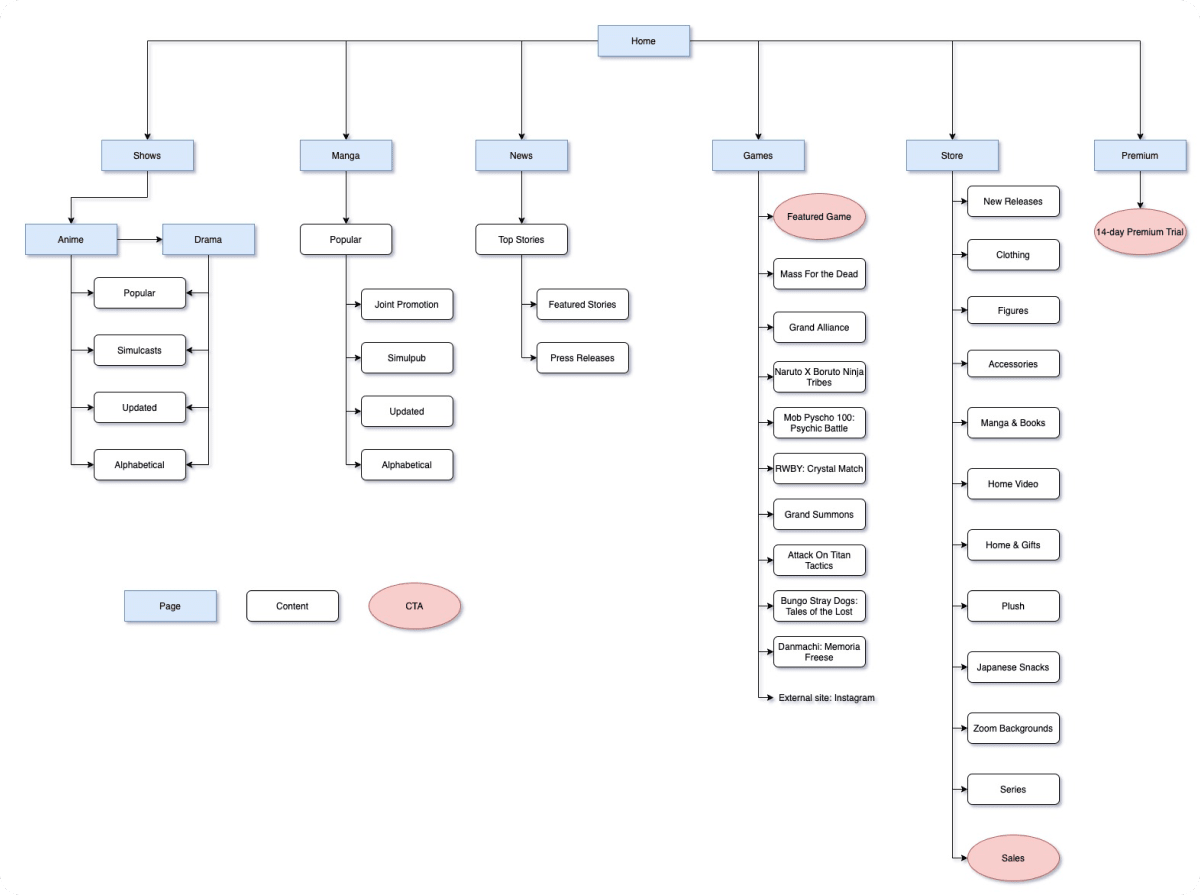 Home
Shows
Manga
News
Games
Store
Premium
Anime
Drama
Popular
Simulcasts
Updated
Alphabetical
Popular
Joint Promotion
Simulpub
Updated
Alphabetical
Top Stories
Featured Stories
Press Releases
Featured Game
Mass For the Dead
Grand Alliance
Naruto X Boruto Ninja
Tribes
Mob Pyscho 100:
Psychic Battle
RWBY: Crystal Match
Grand Summons
Attack On Titan
Tactics
Bungo Stray Dogs:
Tales of the Lost
Danmachi: Memoria
Freese
External site: Instagram
New Releases
Clothing
Figures
Accessories
Manga & Books
Home Video
Home & Gifts
Plush
Japanese Snacks
Zoom Backgrounds
Series
Sales
14-day Premium Trial
Page
Content
CTA